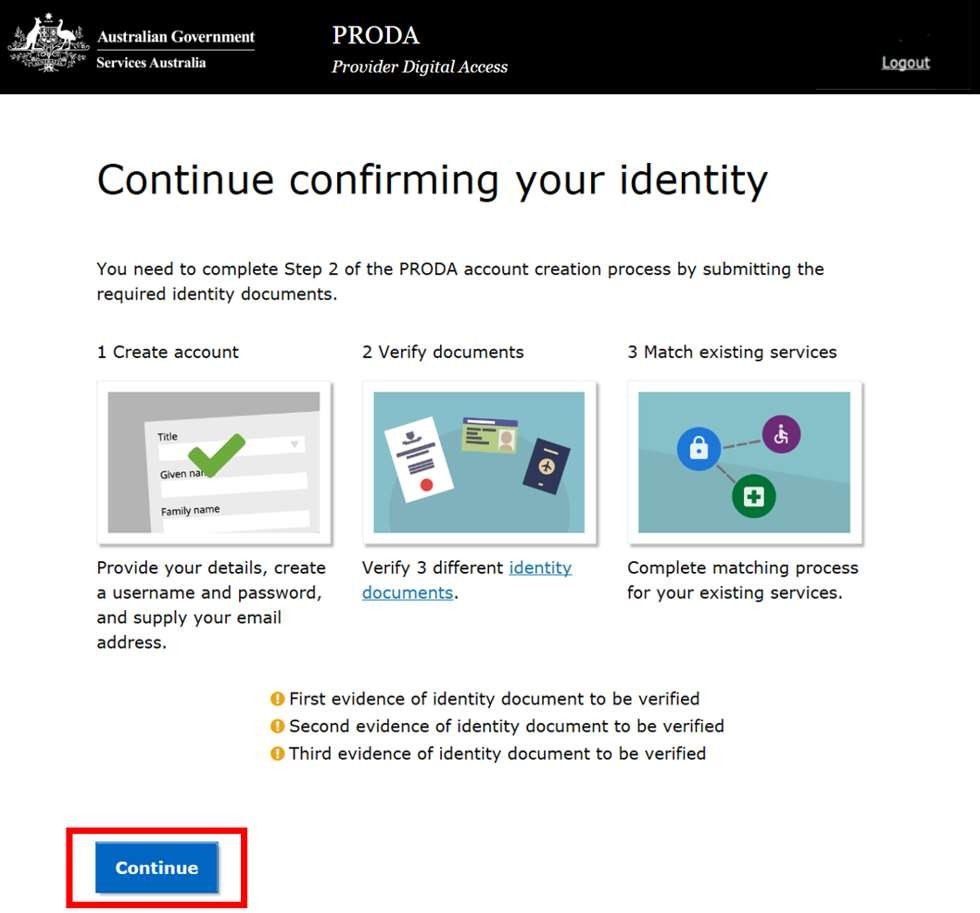 Australian Government
Services Australia
PRODA
Provider Digital Access
Logout
Continue confirming your identity
You need to complete Step 2 of the PRODA account creation process by submitting the
required identity documents.
1 Create account
2 Verify documents
3 Match existing services
Title
Given
Family name
Provide your details, create
a username and password,
and supply your email
address.
Verify 3 different identity
documents.
Complete matching process
for your existing services.
First evidence of identity document to be verified
Second evidence of identity document to be verified
Third evidence of identity document to be verified
Continue